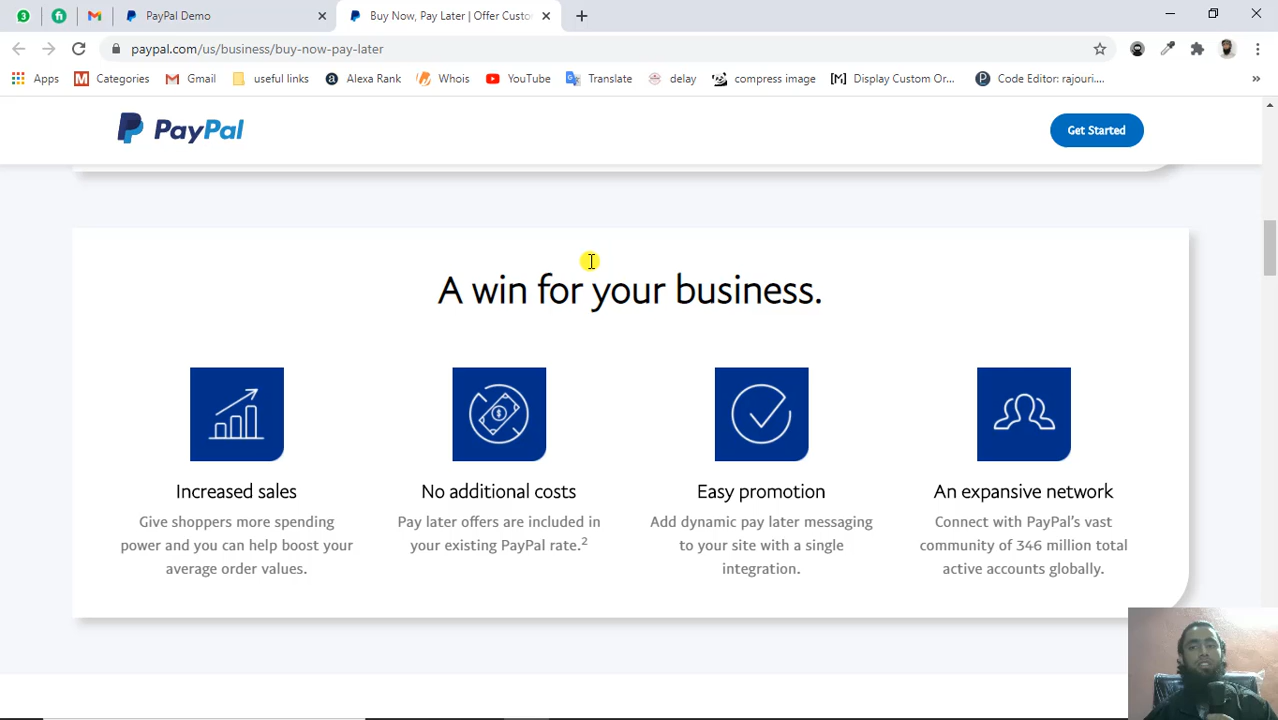 3
PayPal Demo
Buy Now, Pay Later | Offer Custo
paypal.com/us/business/buy-now-pay-later
Apps Categories Gmail useful links Alexa Rank Whois YouTube Translate delay compress image Display Custom Or... Code Editor: rajouri....
PayPal
Get Started
A win for your business.
Increased sales
Give shoppers more spending
power and you can help boost your
average order values.
No additional costs
Pay later offers are included in
your existing PayPal rate.²
Easy promotion
Add dynamic pay later messaging
to your site with a single
integration.
An expansive network
Connect with PayPal's vast
community of 346 million total
active accounts globally.